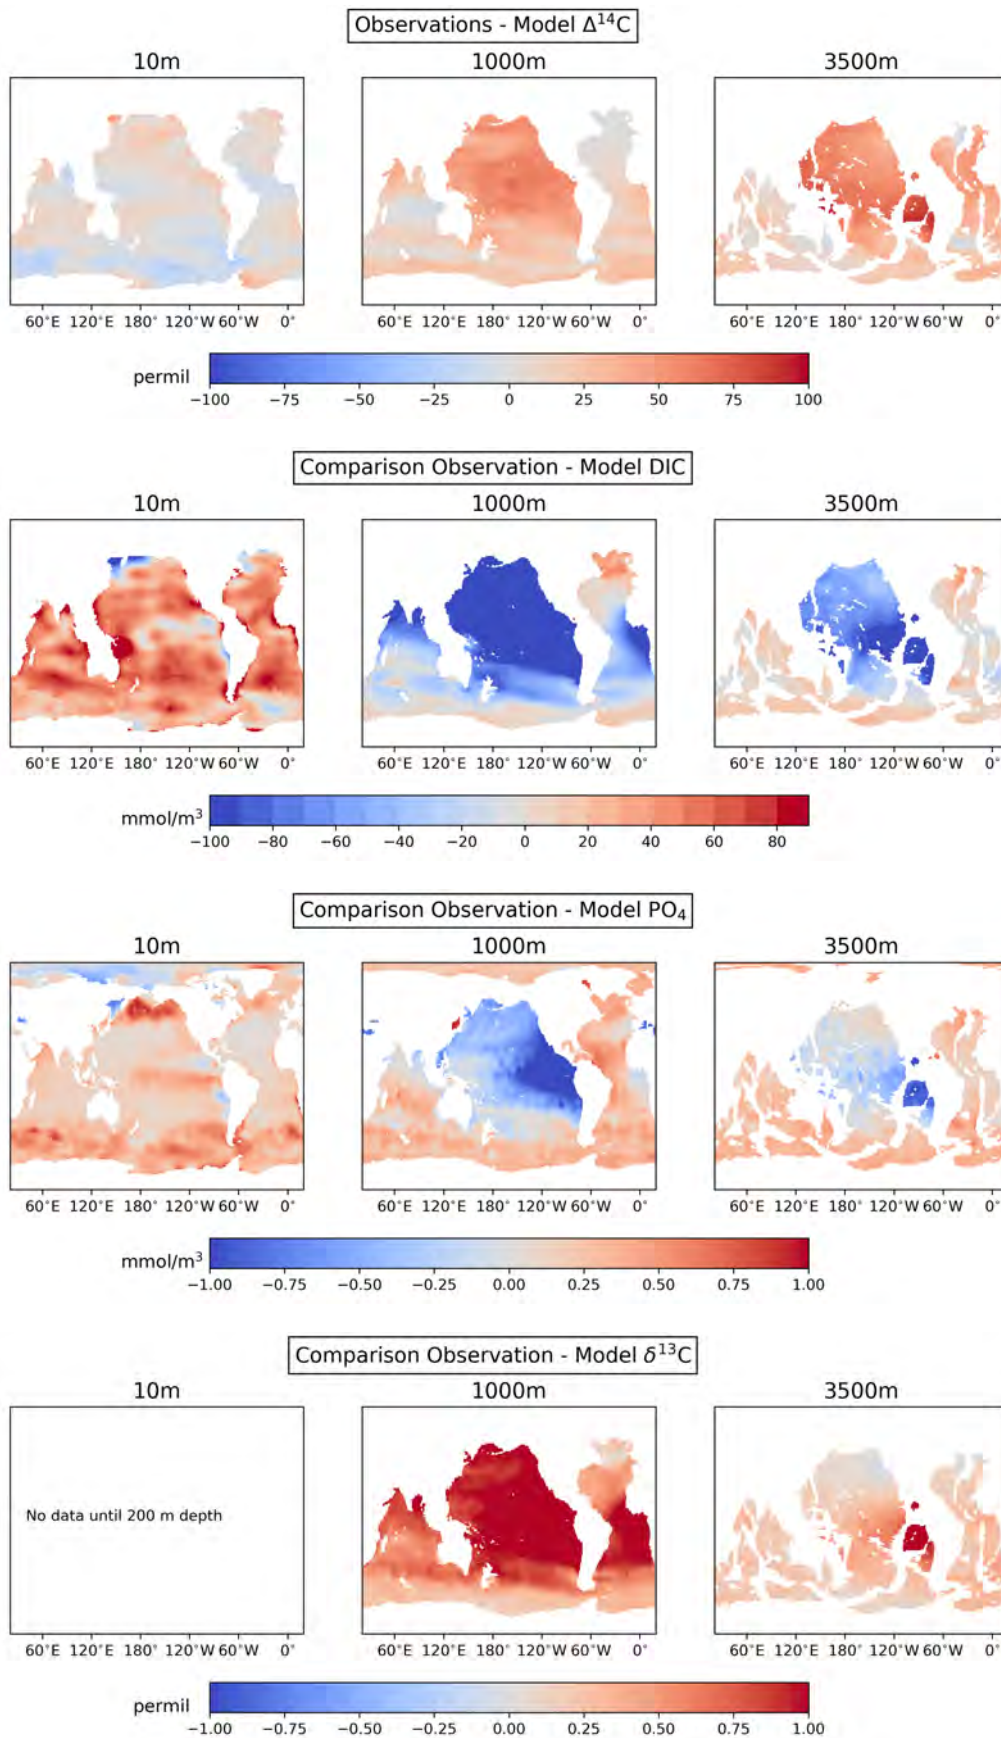 Observations - Model Δ¹⁴C
10m 1000m 3500m
60°E 120°E 180° 120°W 60°W 0° 60°E 120°E 180° 120°W 60°W 0° 60°E 120°E 180° 120°W 60°W 0°
permil
−100 −75 −50 −25 0 25 50 75 100
Comparison Observation - Model DIC
10m 1000m 3500m
60°E 120°E 180° 120°W 60°W 0° 60°E 120°E 180° 120°W 60°W 0° 60°E 120°E 180° 120°W 60°W 0°
mmol/m³
−100 −80 −60 −40 −20 0 20 40 60 80
Comparison Observation - Model PO₄
10m 1000m 3500m
60°E 120°E 180° 120°W 60°W 0° 60°E 120°E 180° 120°W 60°W 0° 60°E 120°E 180° 120°W 60°W 0°
mmol/m³
−1.00 −0.75 −0.50 −0.25 0.00 0.25 0.50 0.75 1.00
Comparison Observation - Model δ¹³C
10m 1000m 3500m
No data until 200 m depth
60°E 120°E 180° 120°W 60°W 0° 60°E 120°E 180° 120°W 60°W 0° 60°E 120°E 180° 120°W 60°W 0°
permil
−1.00 −0.75 −0.50 −0.25 0.00 0.25 0.50 0.75 1.00